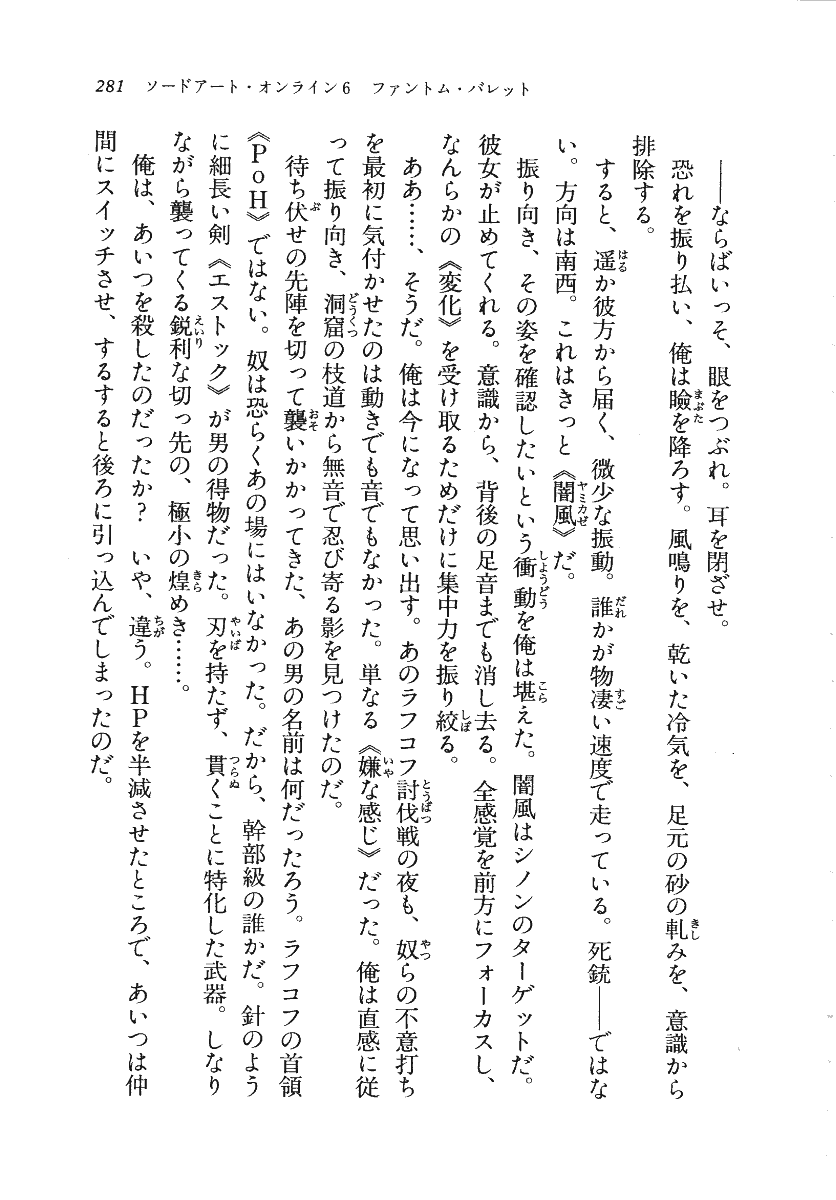 281　ソードアート・オンライン6　ファントム・バレット
――ならばいっそ、眼をつぶれ。耳を閉ざせ。
恐れを振り払い、俺は瞼を降ろす。風鳴りを、乾いた冷気を、足元の砂の軋みを、意識から
排除する。
すると、遥か彼方から届く、微少な振動。誰かが物凄い速度で走っている。死銃――ではな
い。方向は南西。これはきっと《闇風》だ。
振り向き、その姿を確認したいという衝動を俺は堪えた。闇風はシノンのターゲットだ。
彼女が止めてくれる。意識から、背後の足音までも消し去る。全感覚を前方にフォーカスし、
なんらかの《変化》を受け取るためだけに集中力を振り絞る。
ああ……、そうだ。俺は今になって思い出す。あのラフコフ討伐戦の夜も、奴らの不意打ち
を最初に気付かせたのは動きでも音でもなかった。単なる《嫌な感じ》だった。俺は直感に従
って振り向き、洞窟の枝道から無音で忍び寄る影を見つけたのだ。
待ち伏せの先陣を切って襲いかかってきた、あの男の名前は何だったろう。ラフコフの首領
《PoH》ではない。奴は恐らくあの場にはいなかった。だから、幹部級の誰かだ。針のよう
に細長い剣《エストック》が男の得物だった。刃を持たず、貫くことに特化した武器。しなり
ながら襲ってくる鋭利な切っ先の、極小の煌めき……。
俺は、あいつを殺したのだったか？　いや、違う。HPを半減させたところで、あいつは仲
間にスイッチさせ、するすると後ろに引っ込んでしまったのだ。